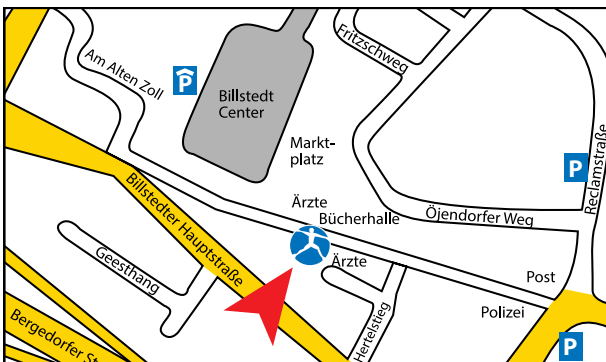 Fritzschweg
Am Alten Zoll
P
Billstedt
Center
Reclamstraße
Markt-
platz
P
Ärzte
Bücherhalle
Öjendorfer Weg
Billstedter Hauptstraße
Geesthang
Ärzte
Post
Hertelstieg
Polizei
Bergedorfer St
P